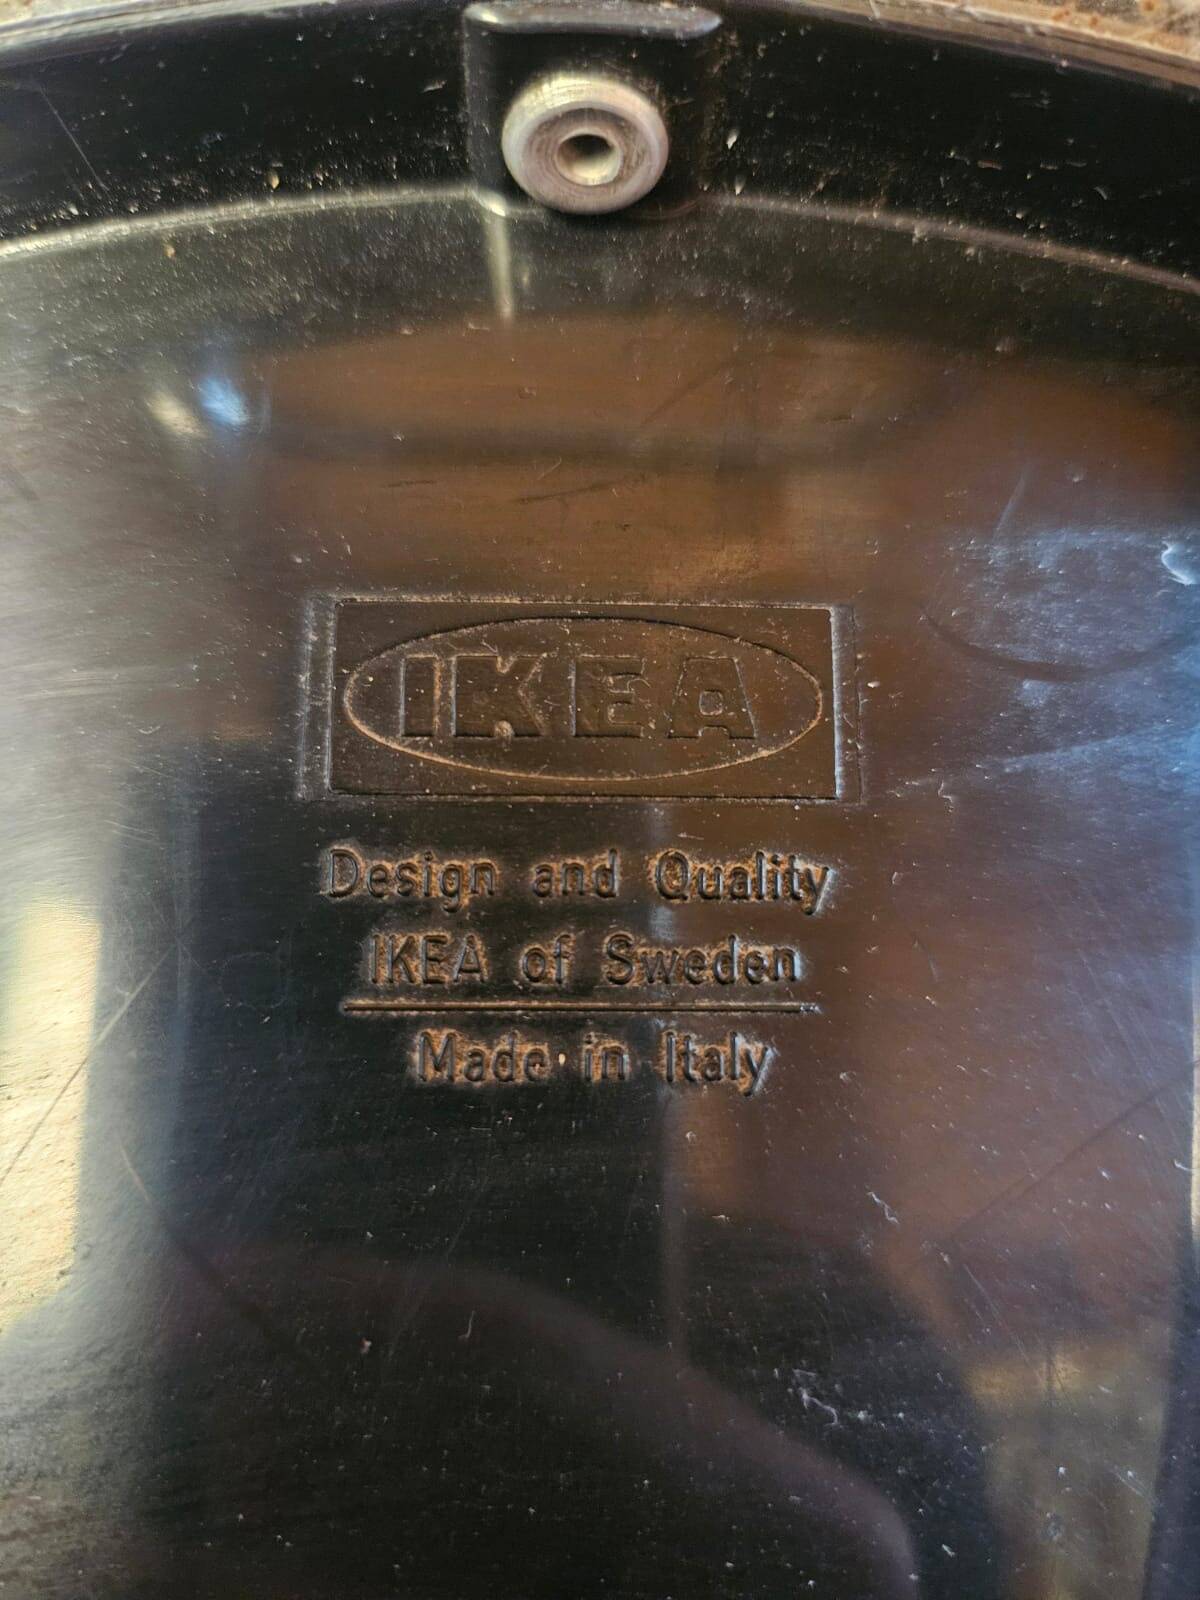 IKEA
Design and Quality
IKEA of Sweden
Made in Italy